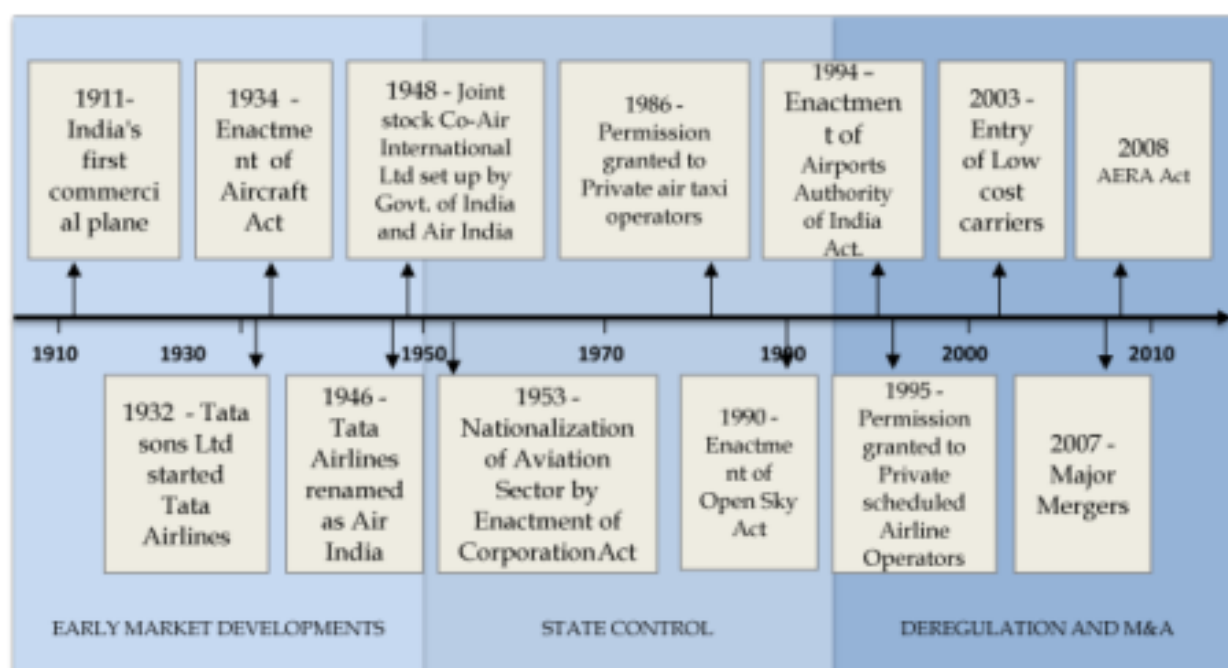 1911-
India's
first
commerci
al plane
1934 -
Enactme
nt of
Aircraft
Act
1948 - Joint
stock Co-Air
International
Ltd set up by
Govt. of India
and Air India
1986 -
Permission
granted to
Private air taxi
operators
1994 –
Enactmen
t of
Airports
Authority
of India
Act.
2003 -
Entry
of Low
cost
carriers
2008
AERA Act
1910
1930
1950
1970
1990
2000
2010
1932 - Tata
sons Ltd
started
Tata
Airlines
1946 -
Tata
Airlines
renamed
as Air
India
1953 -
Nationalization
of Aviation
Sector by
Enactment of
Corporation Act
1990 -
Enactme
nt of
Open Sky
Act
1995 -
Permission
granted to
Private
scheduled
Airline
Operators
2007 -
Major
Mergers
EARLY MARKET DEVELOPMENTS
STATE CONTROL
DEREGULATION AND M&A